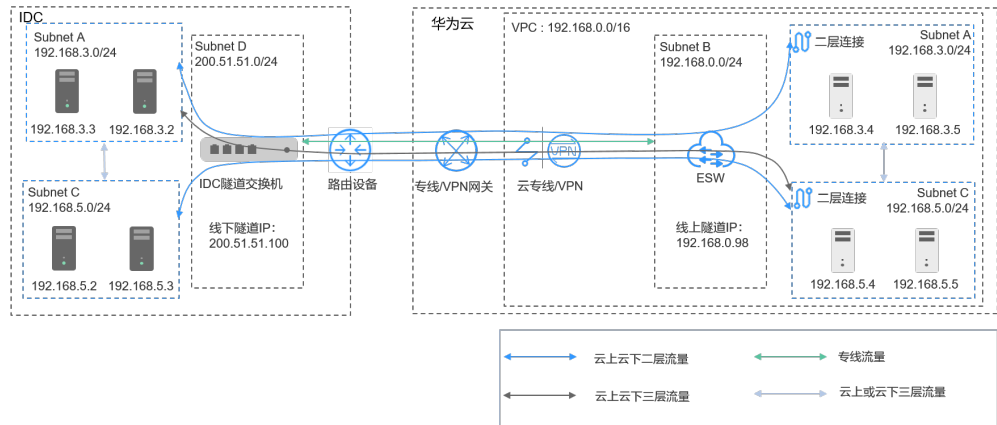 IDC
Subnet A
192.168.3.0/24
192.168.3.3
192.168.3.2
Subnet C
192.168.5.0/24
192.168.5.2
192.168.5.3
Subnet D
200.51.51.0/24
IDC隧道交换机
线下隧道IP：
200.51.51.100
路由设备
华为云
专线/VPN网关
VPC : 192.168.0.0/16
VPN
云专线/VPN
Subnet B
192.168.0.0/24
ESW
线上隧道IP：
192.168.0.98
二层连接
Subnet A
192.168.3.0/24
192.168.3.4
192.168.3.5
二层连接
Subnet C
192.168.5.0/24
192.168.5.4
192.168.5.5
云上云下二层流量
专线流量
云上云下三层流量
云上或云下三层流量